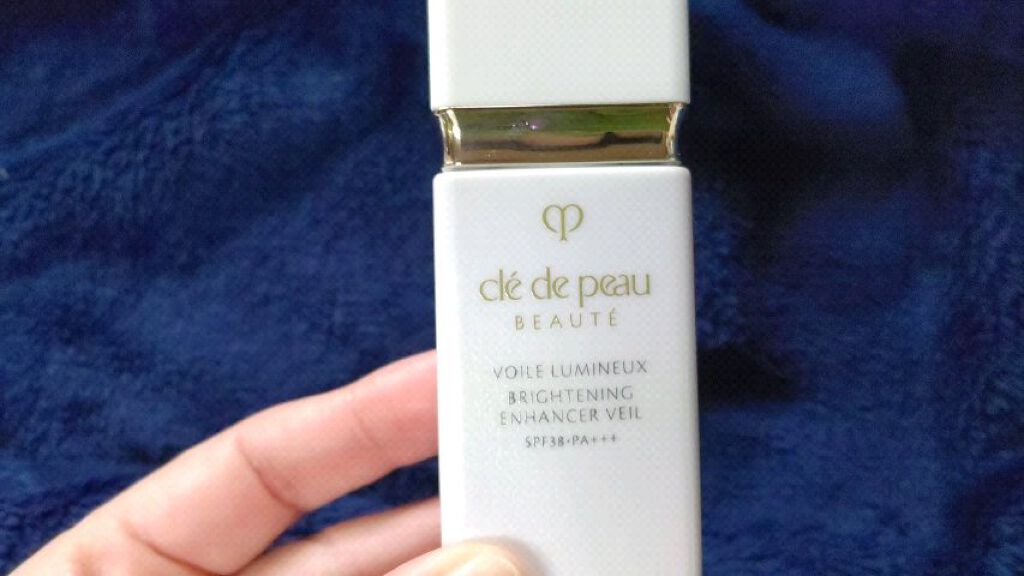 clé de peau
BEAUTÉ
VOILE LUMINEUX
BRIGHTENING
ENHANCER VEIL
SPF38・PA+++